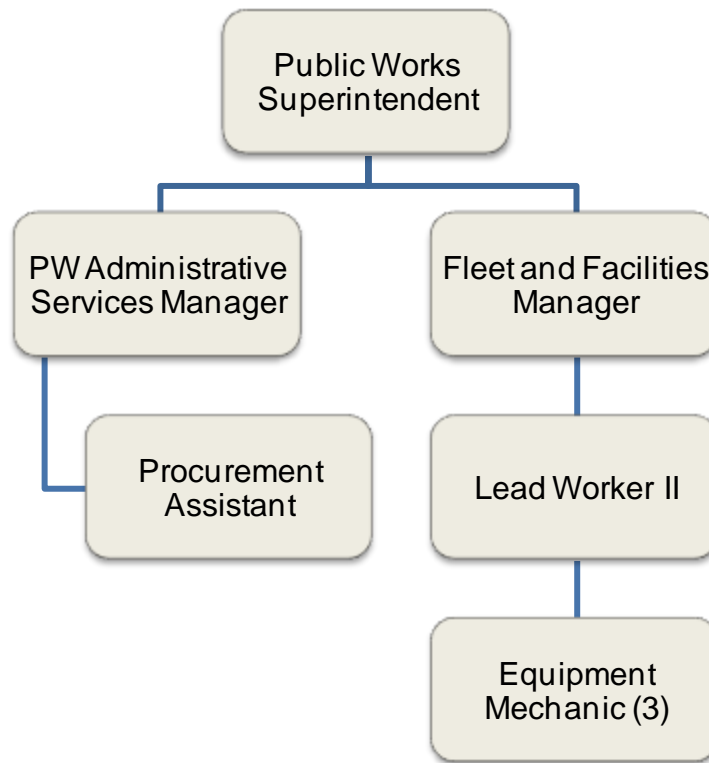 Public Works
Superintendent
PW Administrative
Services Manager
Fleet and Facilities
Manager
Procurement
Assistant
Lead Worker II
Equipment
Mechanic (3)